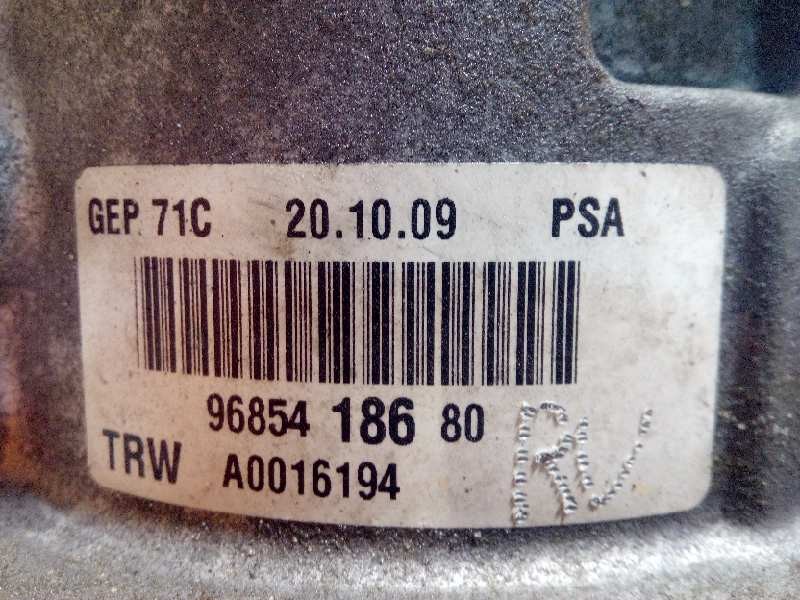 GEP 71C 20.10.09 PSA
96854 186 80
TRW A0016194